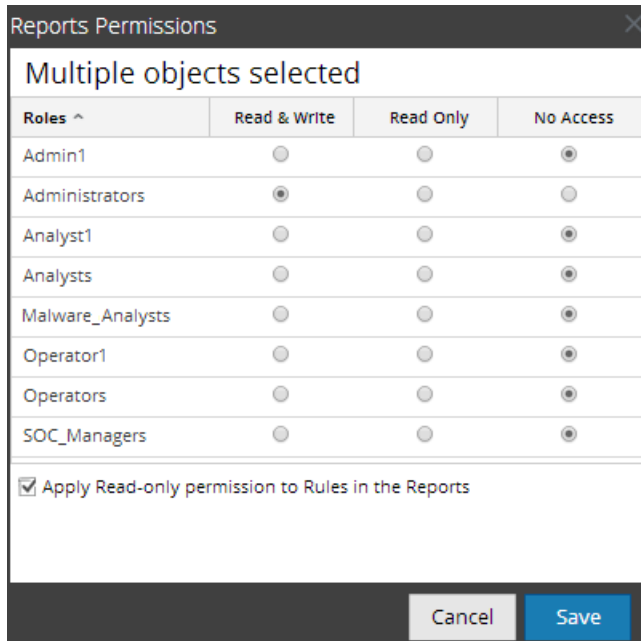 Reports Permissions
Multiple objects selected
Roles Read & Write Read Only No Access
Admin1
Administrators
Analyst1
Analysts
Malware_Analysts
Operator1
Operators
SOC_Managers
Apply Read-only permission to Rules in the Reports
Cancel Save